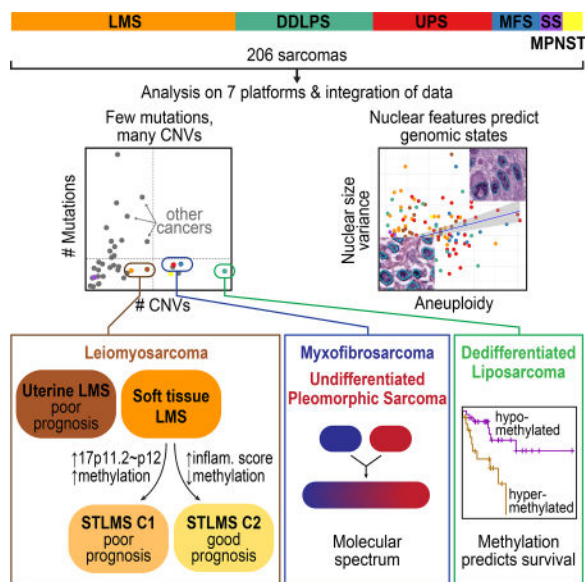 LMS DDLPS UPS MFS SS
MPNST
206 sarcomas
Analysis on 7 platforms & integration of data
Few mutations,
many CNVs
# Mutations
other
cancers
# CNVs
Nuclear features predict
genomic states
Nuclear size
variance
Aneuploidy
Leiomyosarcoma
Uterine LMS
poor
prognosis
Soft tissue
LMS
↑17p11.2~p12
↑methylation
↑inflam. score
↓methylation
STLMS C1
poor
prognosis
STLMS C2
good
prognosis
Myxofibrosarcoma
Undifferentiated
Pleomorphic Sarcoma
Molecular
spectrum
Dedifferentiated
Liposarcoma
hypo-
methylated
hyper-
methylated
Methylation
predicts survival